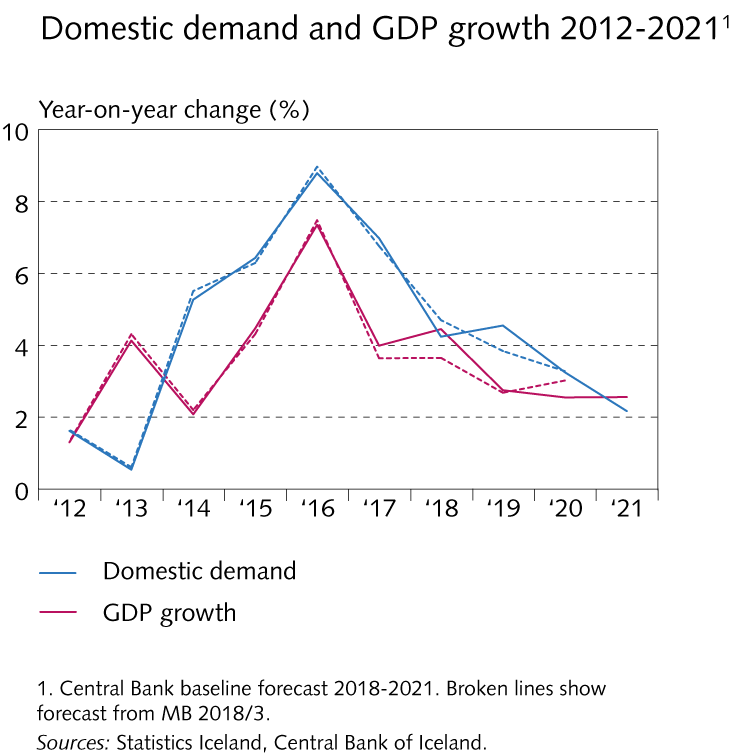 Domestic demand and GDP growth 2012-2021¹
Year-on-year change (%)
10
8
6
4
2
0
‘12 ‘13 ‘14 ‘15 ‘16 ‘17 ‘18 ‘19 ‘20 ‘21
Domestic demand
GDP growth
1. Central Bank baseline forecast 2018-2021. Broken lines show
forecast from MB 2018/3.
Sources: Statistics Iceland, Central Bank of Iceland.